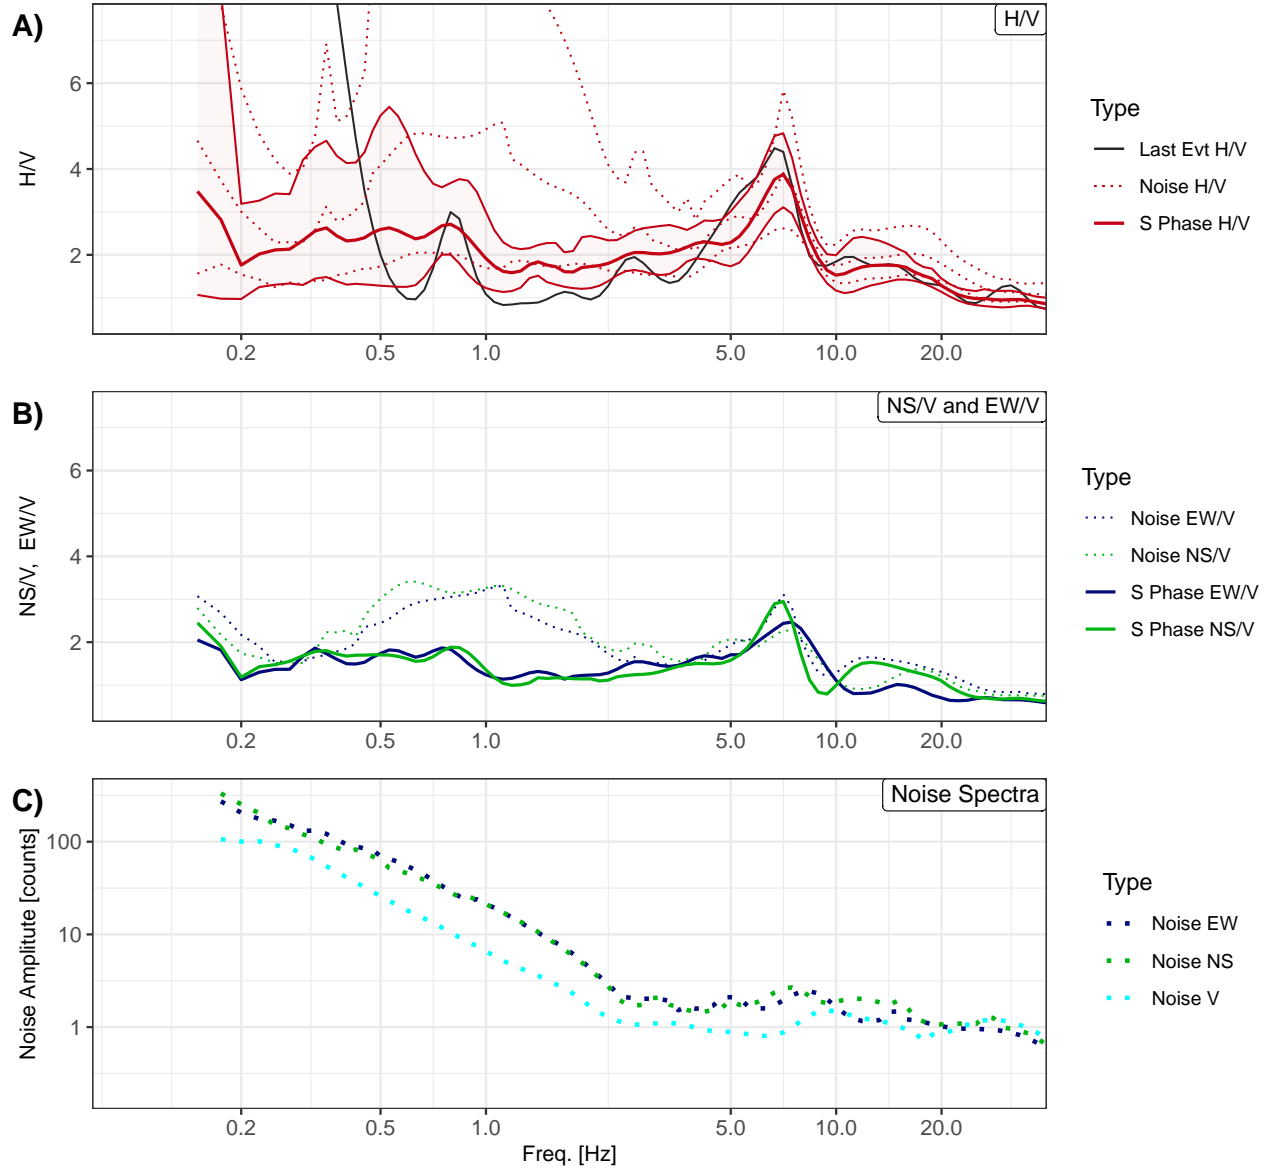 A)
H/V
H/V
6
4
2
0.2 0.5 1.0 5.0 10.0 20.0
Type
Last Evt H/V
Noise H/V
S Phase H/V
B)
NS/V and EW/V
NS/V, EW/V
6
4
2
0.2 0.5 1.0 5.0 10.0 20.0
Type
Noise EW/V
Noise NS/V
S Phase EW/V
S Phase NS/V
C)
Noise Spectra
Noise Amplitute [counts]
100
10
1
0.2 0.5 1.0 5.0 10.0 20.0
Freq. [Hz]
Type
Noise EW
Noise NS
Noise V